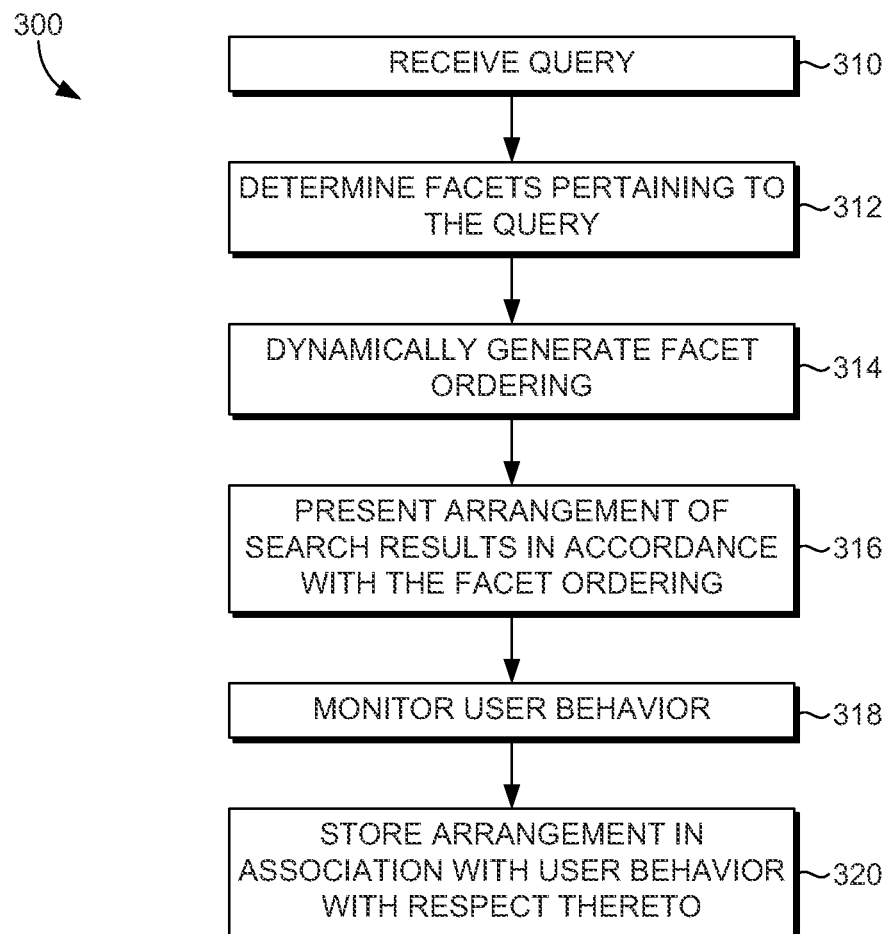 300
RECEIVE QUERY
310
DETERMINE FACETS PERTAINING TO
THE QUERY
312
DYNAMICALLY GENERATE FACET
ORDERING
314
PRESENT ARRANGEMENT OF
SEARCH RESULTS IN ACCORDANCE
WITH THE FACET ORDERING
316
MONITOR USER BEHAVIOR
318
STORE ARRANGEMENT IN
ASSOCIATION WITH USER BEHAVIOR
WITH RESPECT THERETO
320